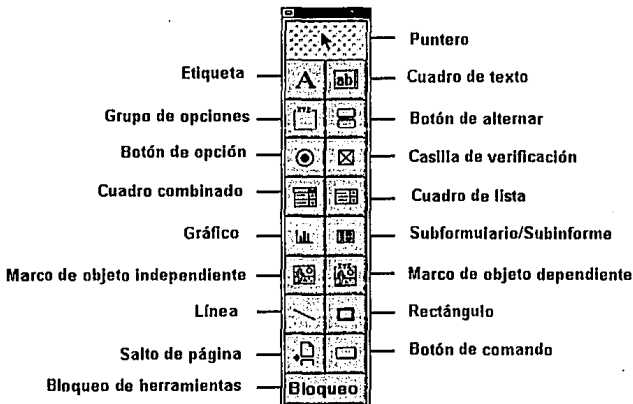 Puntero
Etiqueta
A
ab
Cuadro de texto
Grupo de opciones
XYZ
Botón de alternar
Botón de opción
Casilla de verificación
Cuadro combinado
Cuadro de lista
Gráfico
Subformulario/Subinforme
Marco de objeto independiente
XYZ
Marco de objeto dependiente
Línea
Rectángulo
Salto de página
Botón de comando
Bloqueo de herramientas
Bloqueo